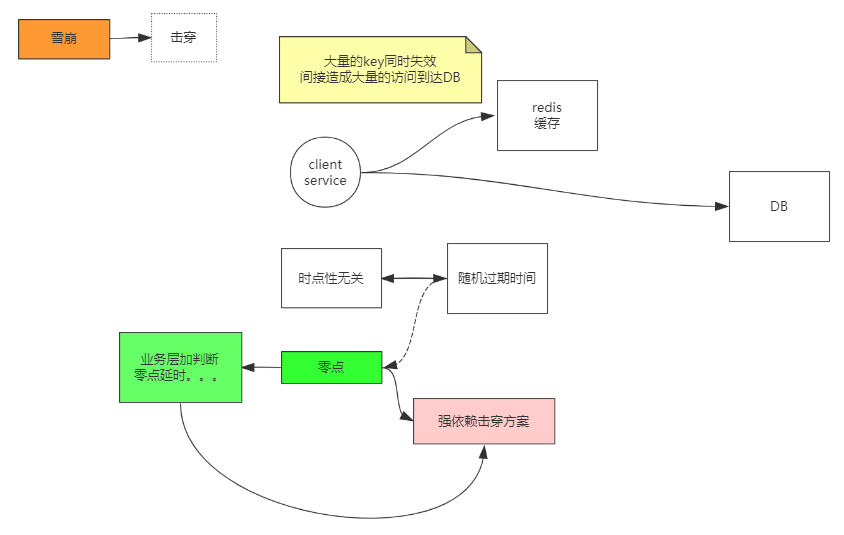 雪崩
击穿
大量的key同时失效
间接造成大量的访问到达DB
redis
缓存
client
service
DB
时点性无关
随机过期时间
业务层加判断
零点延时。。。
零点
强依赖击穿方案